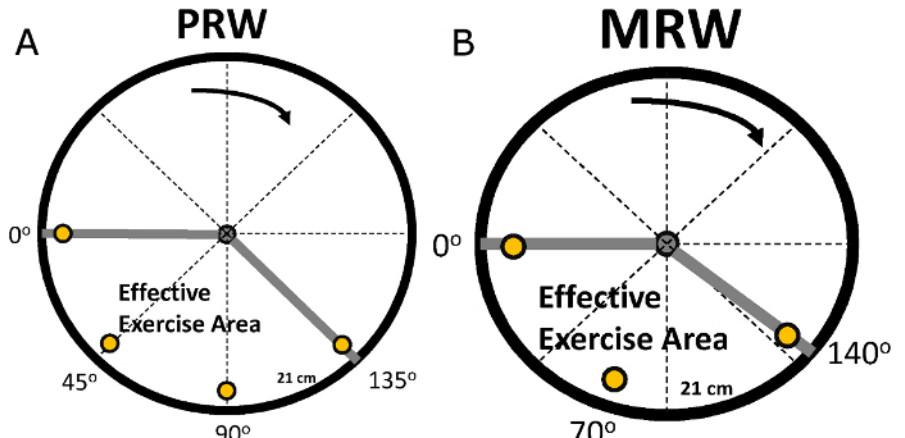 A
PRW
0º
Effective
Exercise Area
45º
21 cm
135º
90º
B
MRW
0º
Effective
Exercise Area
140º
21 cm
70º